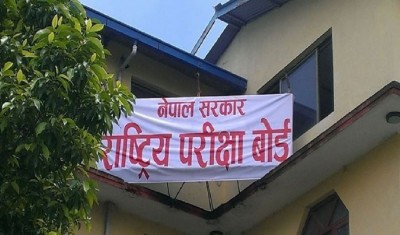 नेपाल सरकार
राष्ट्रिय परीक्षा बोर्ड